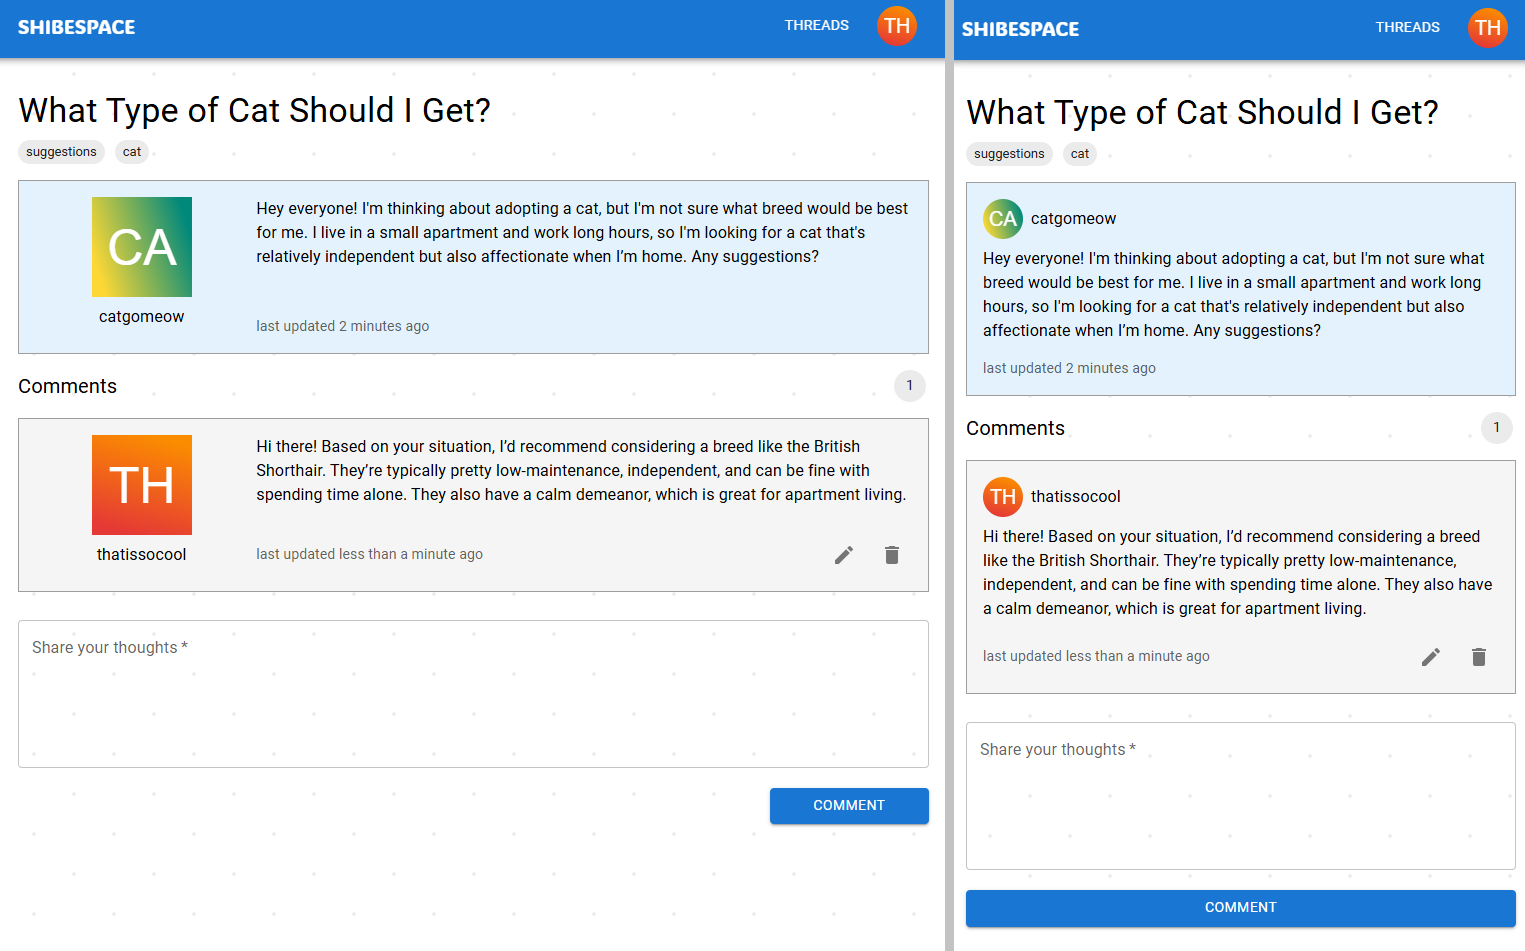 SHIBESPACE
THREADS
TH
What Type of Cat Should I Get?
suggestions
cat
CA
catgomeow
Hey everyone! I'm thinking about adopting a cat, but I'm not sure what breed would be best
for me. I live in a small apartment and work long hours, so I'm looking for a cat that's
relatively independent but also affectionate when I’m home. Any suggestions?
last updated 2 minutes ago
Comments
1
TH
thatissocool
Hi there! Based on your situation, I’d recommend considering a breed like the British
Shorthair. They’re typically pretty low-maintenance, independent, and can be fine with
spending time alone. They also have a calm demeanor, which is great for apartment living.
last updated less than a minute ago
Share your thoughts *
COMMENT
SHIBESPACE
THREADS
TH
What Type of Cat Should I Get?
suggestions
cat
CA
catgomeow
Hey everyone! I'm thinking about adopting a cat, but I'm not sure what
breed would be best for me. I live in a small apartment and work long
hours, so I'm looking for a cat that's relatively independent but also
affectionate when I’m home. Any suggestions?
last updated 2 minutes ago
Comments
1
TH
thatissocool
Hi there! Based on your situation, I’d recommend considering a breed
like the British Shorthair. They’re typically pretty low-maintenance,
independent, and can be fine with spending time alone. They also have
a calm demeanor, which is great for apartment living.
last updated less than a minute ago
Share your thoughts *
COMMENT